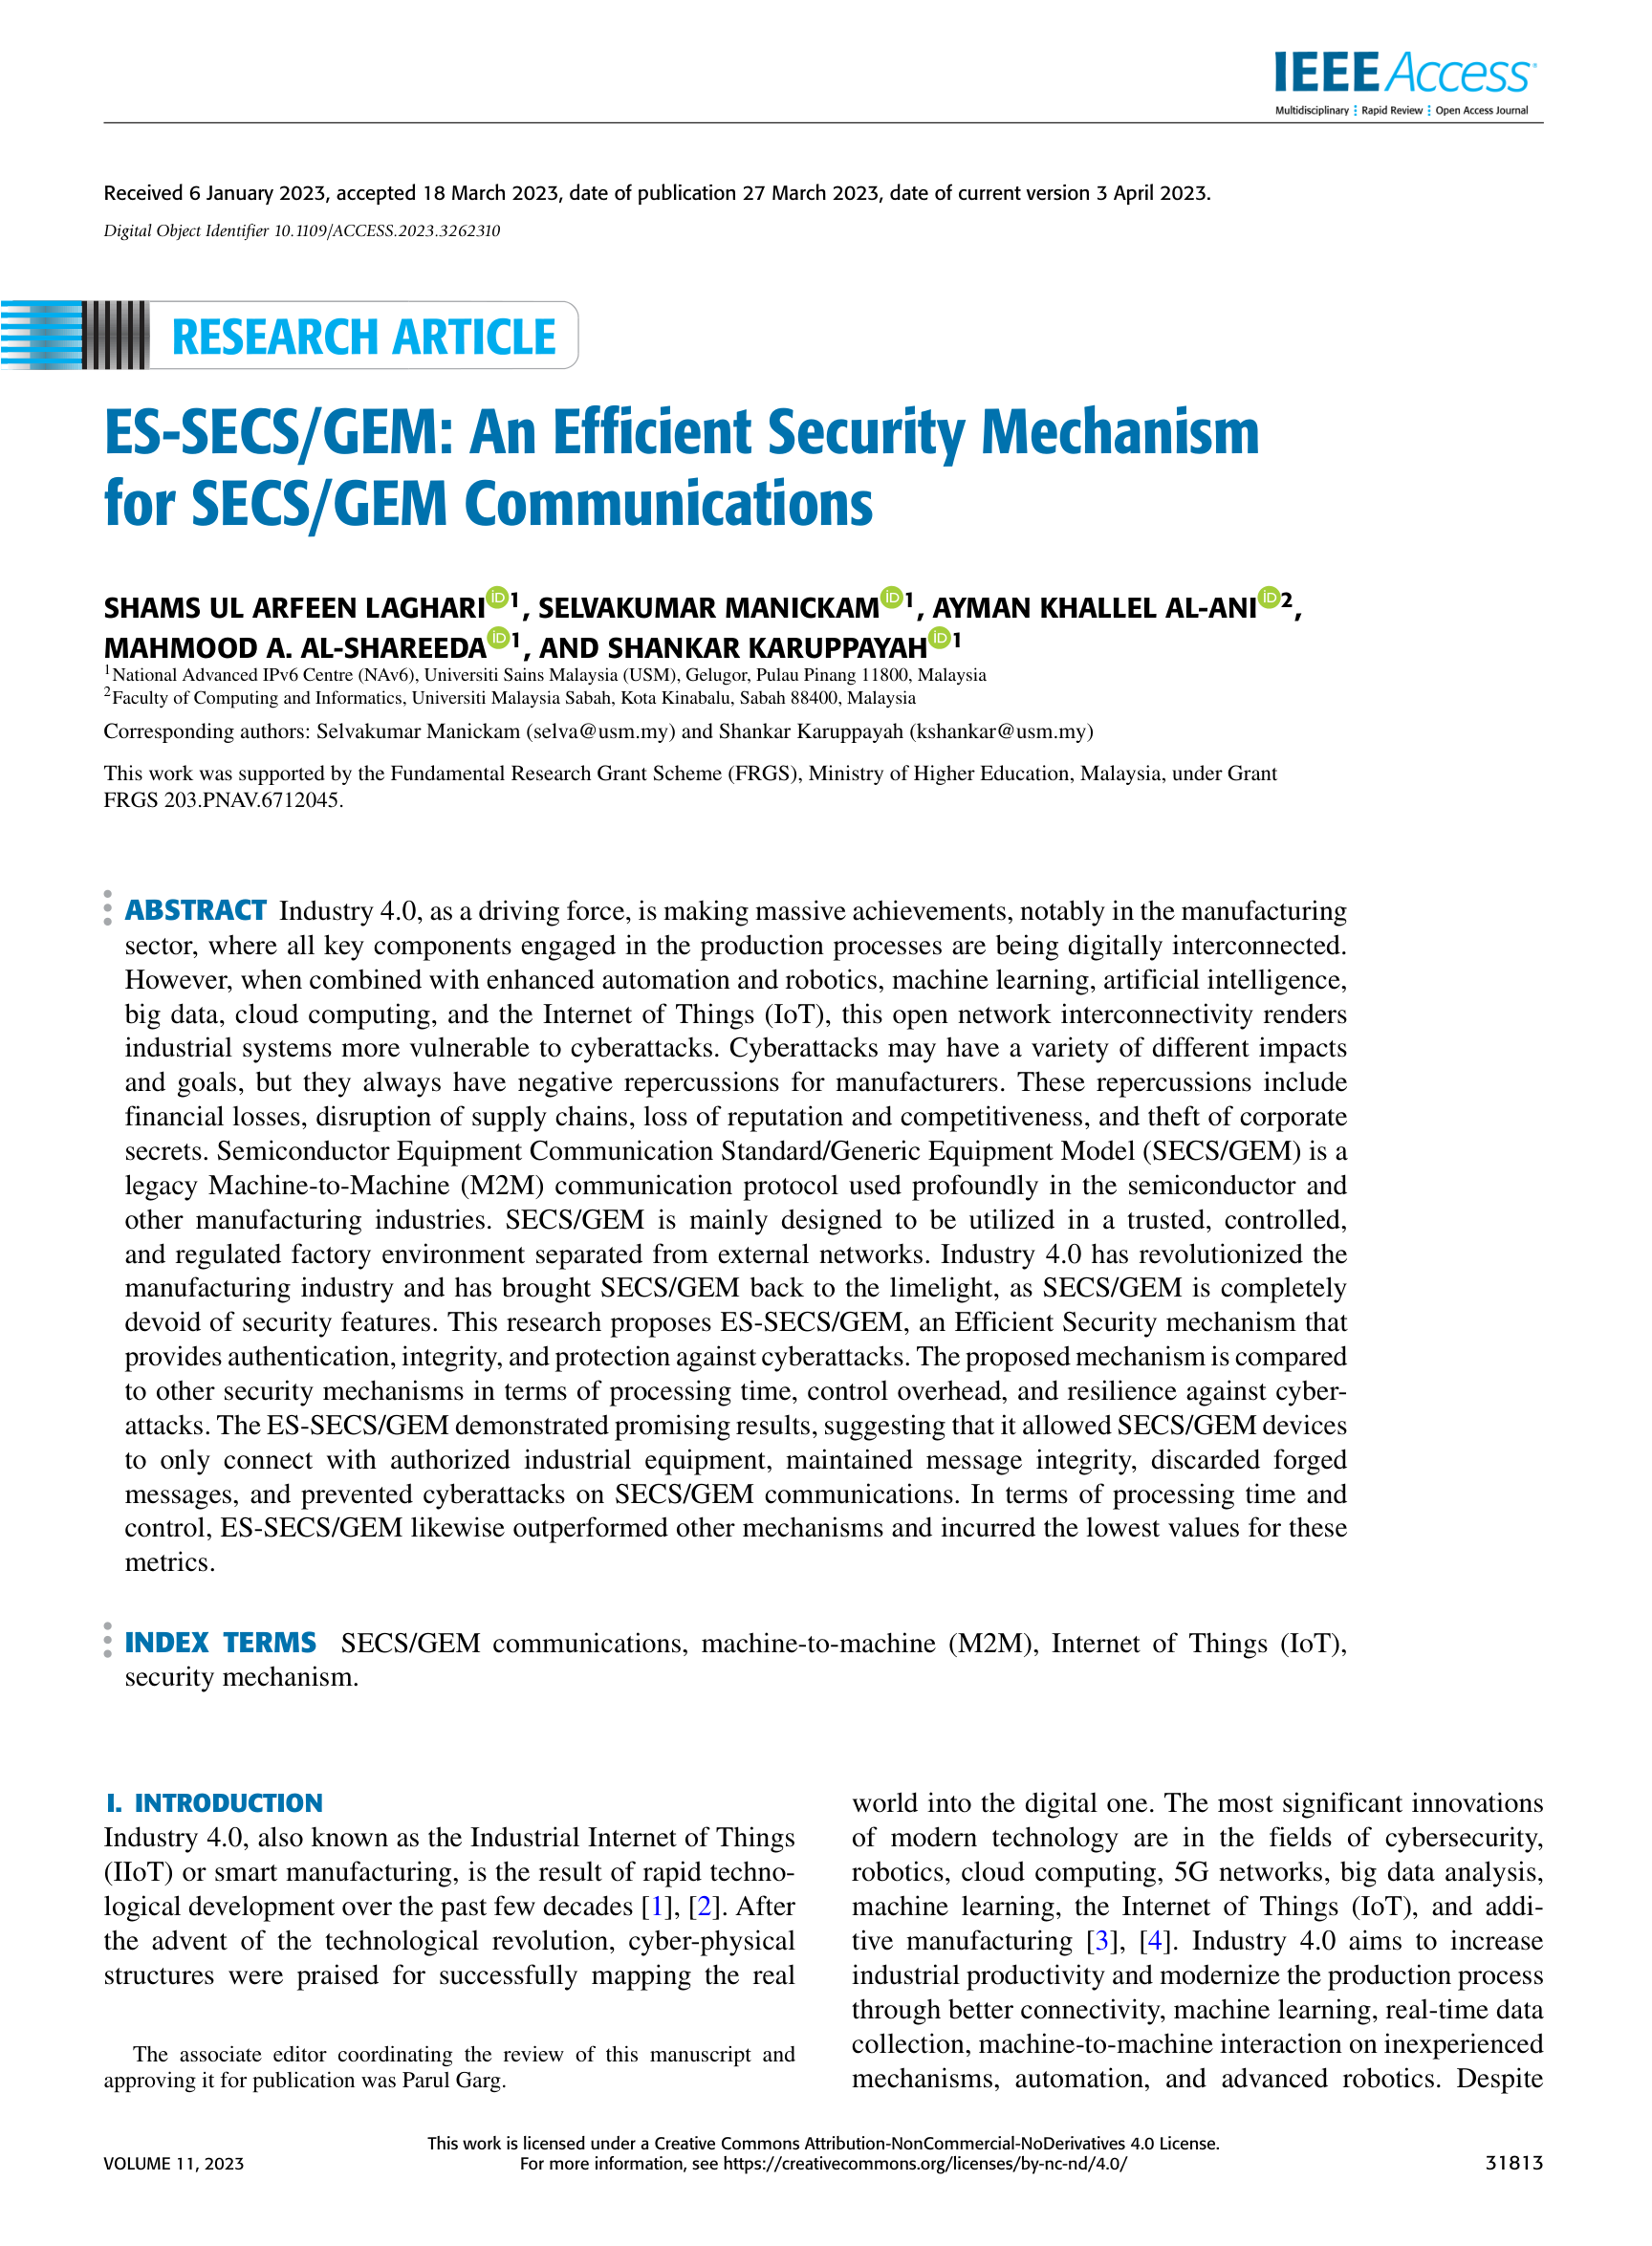 IEEE Access
Multidisciplinary Rapid Review Open Access Journal
Received 6 January 2023, accepted 18 March 2023, date of publication 27 March 2023, date of current version 3 April 2023.
Digital Object Identifier 10.1109/ACCESS.2023.3262310
RESEARCH ARTICLE
ES-SECS/GEM: An Efficient Security Mechanism
for SECS/GEM Communications
SHAMS UL ARFEEN LAGHARI iD 1, SELVAKUMAR MANICKAM iD 1, AYMAN KHALLEL AL-ANI iD 2,
MAHMOOD A. AL-SHAREEDA iD 1, AND SHANKAR KARUPPAYAH iD 1
1National Advanced IPv6 Centre (NAv6), Universiti Sains Malaysia (USM), Gelugor, Pulau Pinang 11800, Malaysia
2Faculty of Computing and Informatics, Universiti Malaysia Sabah, Kota Kinabalu, Sabah 88400, Malaysia
Corresponding authors: Selvakumar Manickam (selva@usm.my) and Shankar Karuppayah (kshankar@usm.my)
This work was supported by the Fundamental Research Grant Scheme (FRGS), Ministry of Higher Education, Malaysia, under Grant
FRGS 203.PNAV.6712045.
ABSTRACT Industry 4.0, as a driving force, is making massive achievements, notably in the manufacturing
sector, where all key components engaged in the production processes are being digitally interconnected.
However, when combined with enhanced automation and robotics, machine learning, artificial intelligence,
big data, cloud computing, and the Internet of Things (IoT), this open network interconnectivity renders
industrial systems more vulnerable to cyberattacks. Cyberattacks may have a variety of different impacts
and goals, but they always have negative repercussions for manufacturers. These repercussions include
financial losses, disruption of supply chains, loss of reputation and competitiveness, and theft of corporate
secrets. Semiconductor Equipment Communication Standard/Generic Equipment Model (SECS/GEM) is a
legacy Machine-to-Machine (M2M) communication protocol used profoundly in the semiconductor and
other manufacturing industries. SECS/GEM is mainly designed to be utilized in a trusted, controlled,
and regulated factory environment separated from external networks. Industry 4.0 has revolutionized the
manufacturing industry and has brought SECS/GEM back to the limelight, as SECS/GEM is completely
devoid of security features. This research proposes ES-SECS/GEM, an Efficient Security mechanism that
provides authentication, integrity, and protection against cyberattacks. The proposed mechanism is compared
to other security mechanisms in terms of processing time, control overhead, and resilience against cyber-
attacks. The ES-SECS/GEM demonstrated promising results, suggesting that it allowed SECS/GEM devices
to only connect with authorized industrial equipment, maintained message integrity, discarded forged
messages, and prevented cyberattacks on SECS/GEM communications. In terms of processing time and
control, ES-SECS/GEM likewise outperformed other mechanisms and incurred the lowest values for these
metrics.
INDEX TERMS SECS/GEM communications, machine-to-machine (M2M), Internet of Things (IoT),
security mechanism.
I. INTRODUCTION
Industry 4.0, also known as the Industrial Internet of Things
(IIoT) or smart manufacturing, is the result of rapid techno-
logical development over the past few decades [1], [2]. After
the advent of the technological revolution, cyber-physical
structures were praised for successfully mapping the real
The associate editor coordinating the review of this manuscript and
approving it for publication was Parul Garg.
world into the digital one. The most significant innovations
of modern technology are in the fields of cybersecurity,
robotics, cloud computing, 5G networks, big data analysis,
machine learning, the Internet of Things (IoT), and addi-
tive manufacturing [3], [4]. Industry 4.0 aims to increase
industrial productivity and modernize the production process
through better connectivity, machine learning, real-time data
collection, machine-to-machine interaction on inexperienced
mechanisms, automation, and advanced robotics. Despite
This work is licensed under a Creative Commons Attribution-NonCommercial-NoDerivatives 4.0 License.
VOLUME 11, 2023 For more information, see https://creativecommons.org/licenses/by-nc-nd/4.0/ 31813